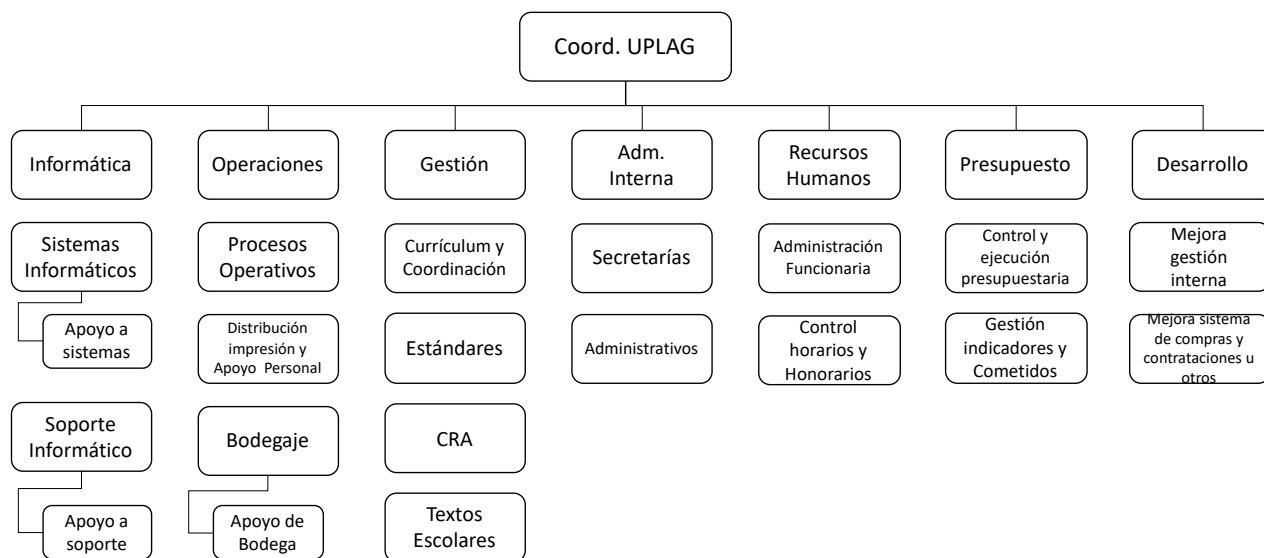 Coord. UPLAG
Informática
Operaciones
Gestión
Adm.
Interna
Recursos
Humanos
Presupuesto
Desarrollo
Sistemas
Informáticos
Procesos
Operativos
Currículum y
Coordinación
Secretarías
Administración
Funcionaria
Control y
ejecución
presupuestaria
Mejora
gestión
interna
Apoyo a
sistemas
Distribución
impresión y
Apoyo Personal
Estándares
Administrativos
Control
horarios y
Honorarios
Gestión
indicadores y
Cometidos
Mejora sistema
de compras y
contrataciones u
otros
Soporte
Informático
Bodegaje
CRA
Apoyo a
soporte
Apoyo de
Bodega
Textos
Escolares